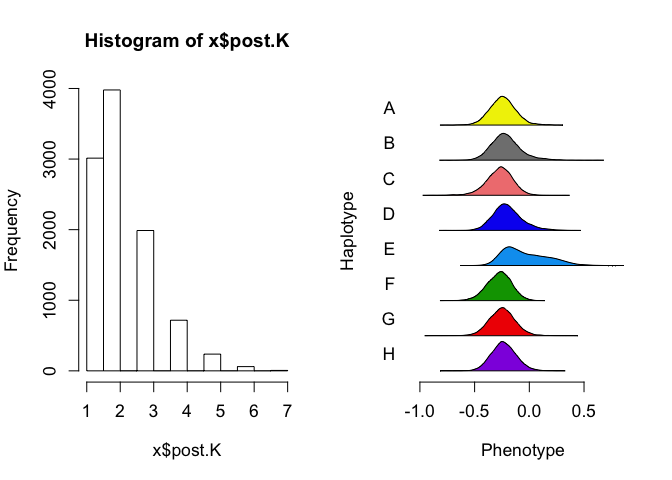 Histogram of x$post.K
Frequency
0
1000
2000
3000
4000
1 2 3 4 5 6 7
x$post.K
Haplotype
A
B
C
D
E
F
G
H
-1.0 -0.5 0.0 0.5
Phenotype